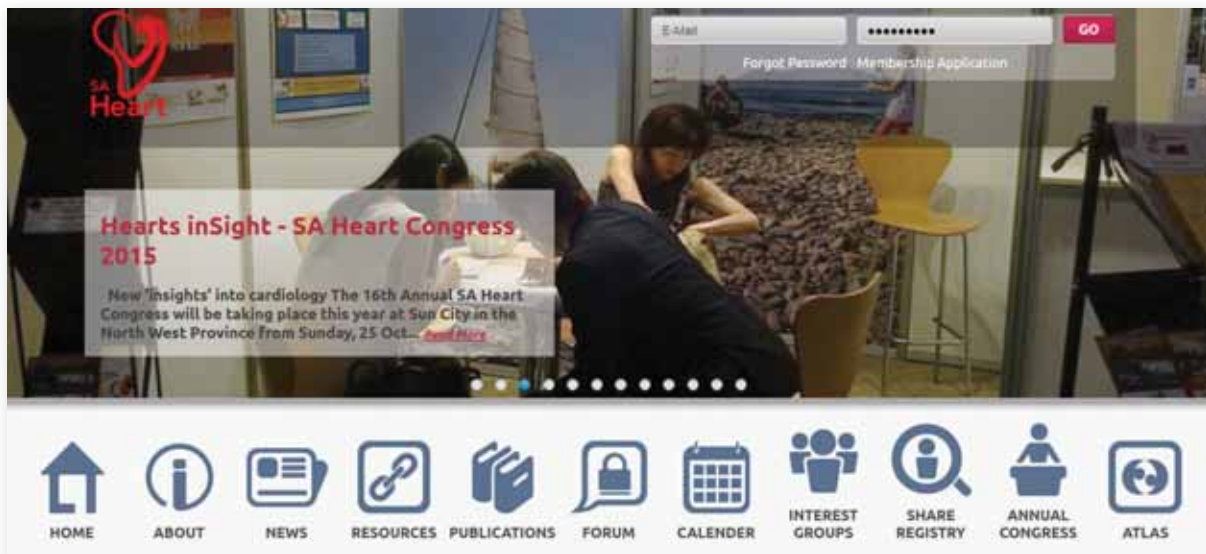 SA
Heart
E-Mail
GO
Forgot Password Membership Application
Hearts inSight - SA Heart Congress
2015
New 'insights' into cardiology The 16th Annual SA Heart
Congress will be taking place this year at Sun City in the
North West Province from Sunday, 25 Oct... Read More
HOME
ABOUT
NEWS
RESOURCES
PUBLICATIONS
FORUM
CALENDER
INTEREST
GROUPS
SHARE
REGISTRY
ANNUAL
CONGRESS
ATLAS